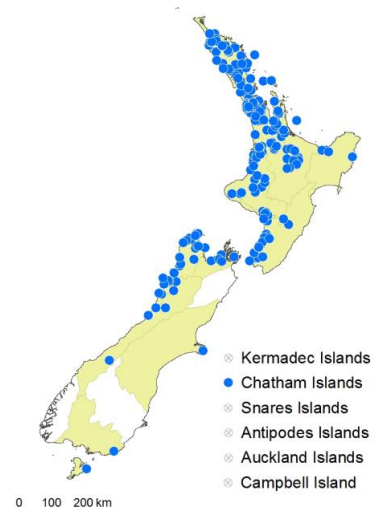 Kermadec Islands
Chatham Islands
Snares Islands
Antipodes Islands
Auckland Islands
Campbell Island
0 100 200 km